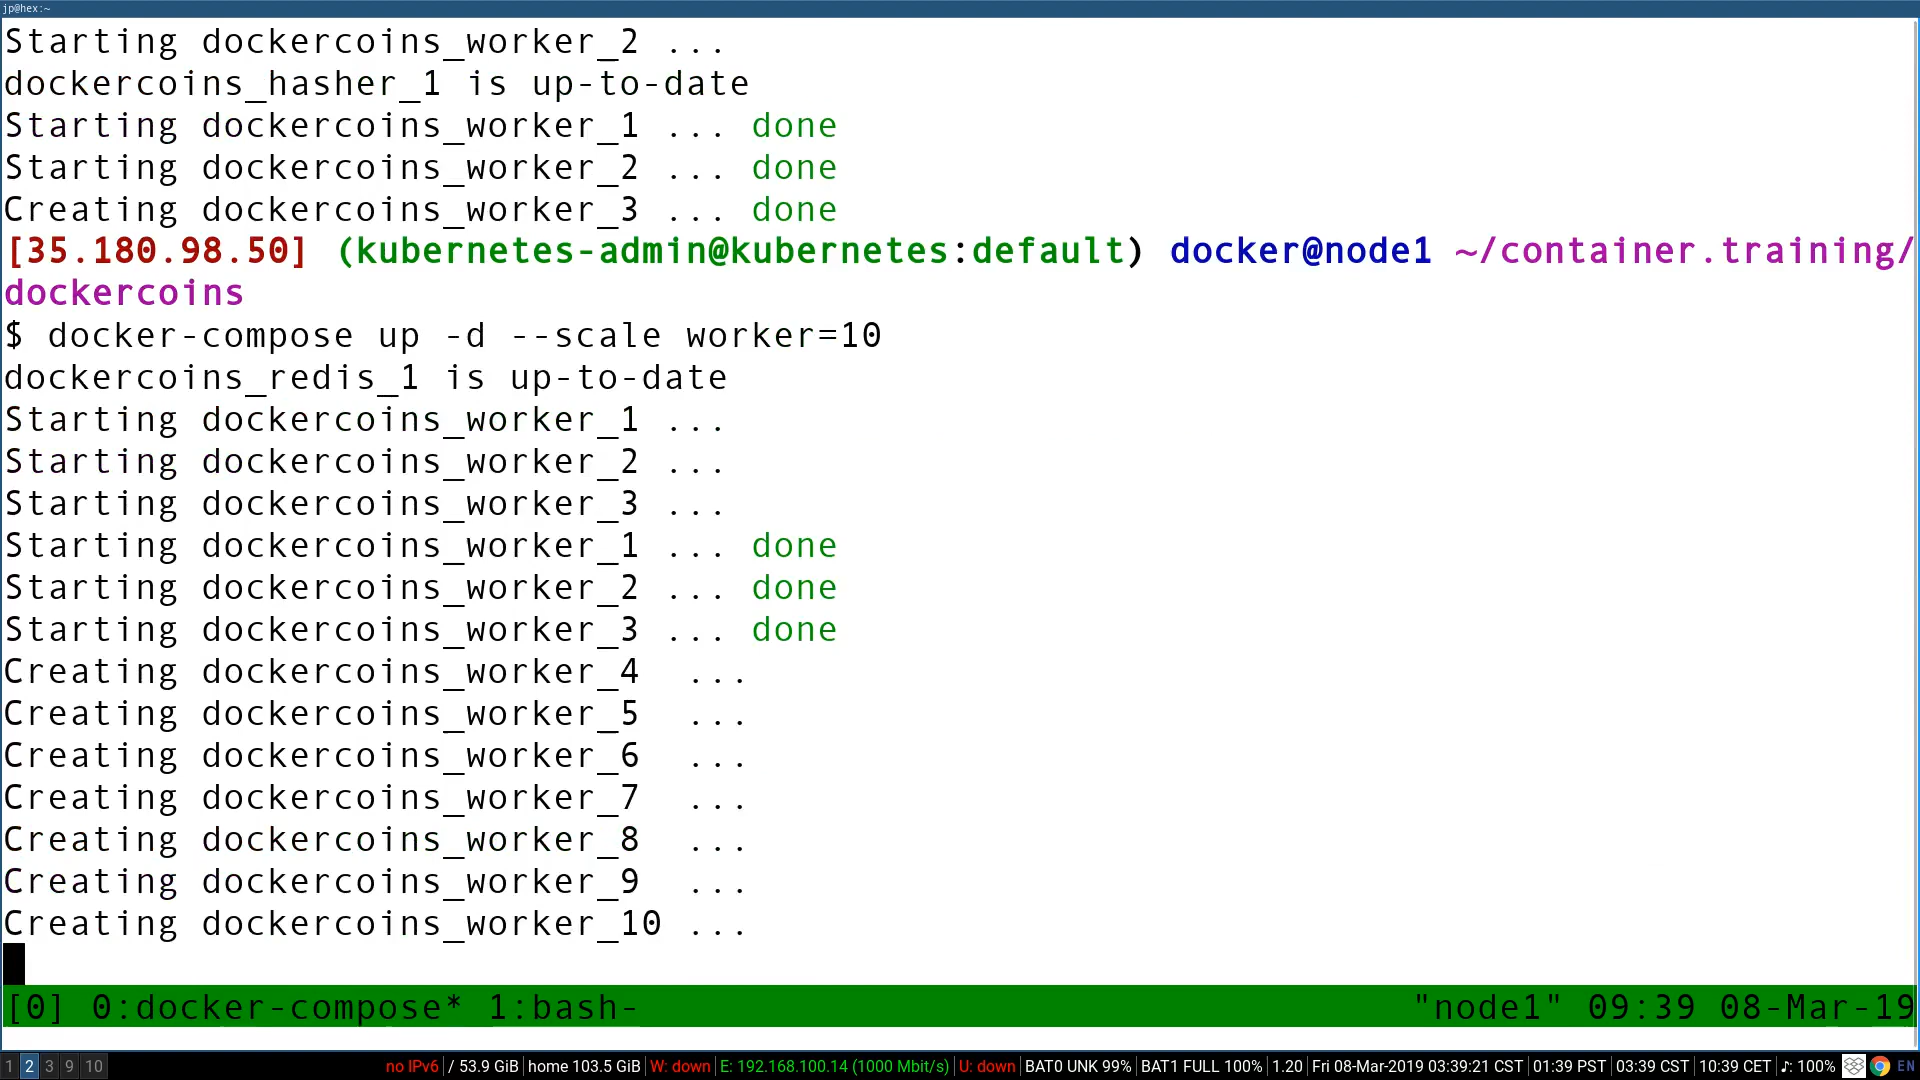 jp@hex:~
Starting dockercoins_worker_2 ...
dockercoins_hasher_1 is up-to-date
Starting dockercoins_worker_1 ... done
Starting dockercoins_worker_2 ... done
Creating dockercoins_worker_3 ... done
[35.180.98.50] (kubernetes-admin@kubernetes:default) docker@node1 ~/container.training/
dockercoins
$ docker-compose up -d --scale worker=10
dockercoins_redis_1 is up-to-date
Starting dockercoins_worker_1 ...
Starting dockercoins_worker_2 ...
Starting dockercoins_worker_3 ...
Starting dockercoins_worker_1 ... done
Starting dockercoins_worker_2 ... done
Starting dockercoins_worker_3 ... done
Creating dockercoins_worker_4  ...
Creating dockercoins_worker_5  ...
Creating dockercoins_worker_6  ...
Creating dockercoins_worker_7  ...
Creating dockercoins_worker_8  ...
Creating dockercoins_worker_9  ...
Creating dockercoins_worker_10 ...
[0] 0:docker-compose* 1:bash- "node1" 09:39 08-Mar-19
1 2 3 9 10 no IPv6 | / 53.9 GiB | home 103.5 GiB | W: down | E: 192.168.100.14 (1000 Mbit/s) | U: down | BAT0 UNK 99% | BAT1 FULL 100% | 1.20 | Fri 08-Mar-2019 03:39:21 CST | 01:39 PST | 03:39 CST | 10:39 CET | ♪: 100% EN